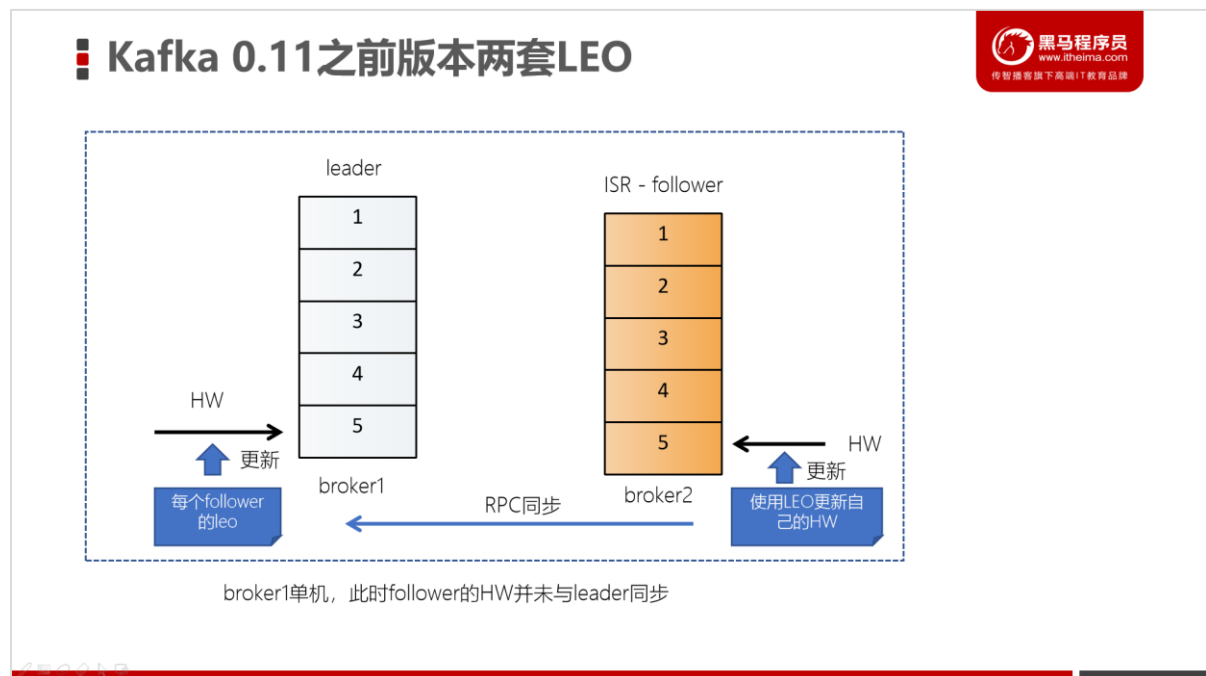 Kafka 0.11之前版本两套LEO
黑马程序员
www.itheima.com
传智播客旗下高端IT教育品牌
leader
1
2
3
4
5
broker1
ISR - follower
1
2
3
4
5
broker2
HW
更新
每个follower
的leo
RPC同步
HW
更新
使用LEO更新自
己的HW
broker1单机，此时follower的HW并未与leader同步